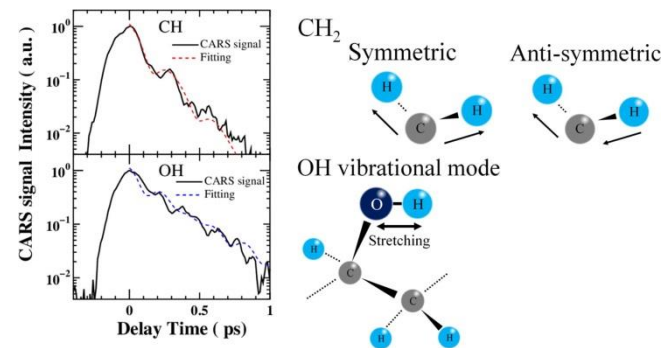 CH
CARS signal
Fitting
10⁰
10⁻¹
10⁻²
OH
CARS signal
Fitting
10⁰
10⁻¹
10⁻²
0
0.5
1
CARS signal Intensity ( a.u. )
Delay Time ( ps)
CH₂
Symmetric
Anti-symmetric
H
C
H
H
C
H
OH vibrational mode
O
H
Stretching
H
C
C
H
H